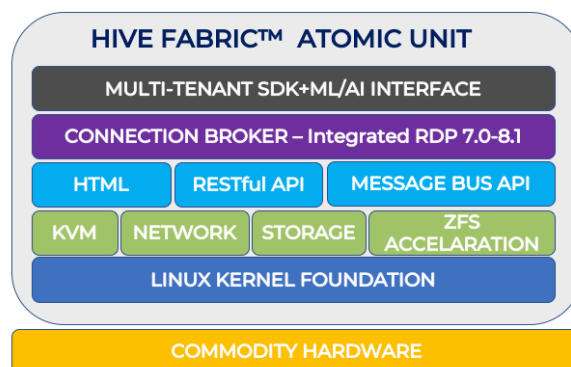 HIVE FABRIC™ ATOMIC UNIT
MULTI-TENANT SDK+ML/AI INTERFACE
CONNECTION BROKER – Integrated RDP 7.0-8.1
HTML
RESTful API
MESSAGE BUS API
KVM
NETWORK
STORAGE
ZFS
ACCELARATION
LINUX KERNEL FOUNDATION
COMMODITY HARDWARE